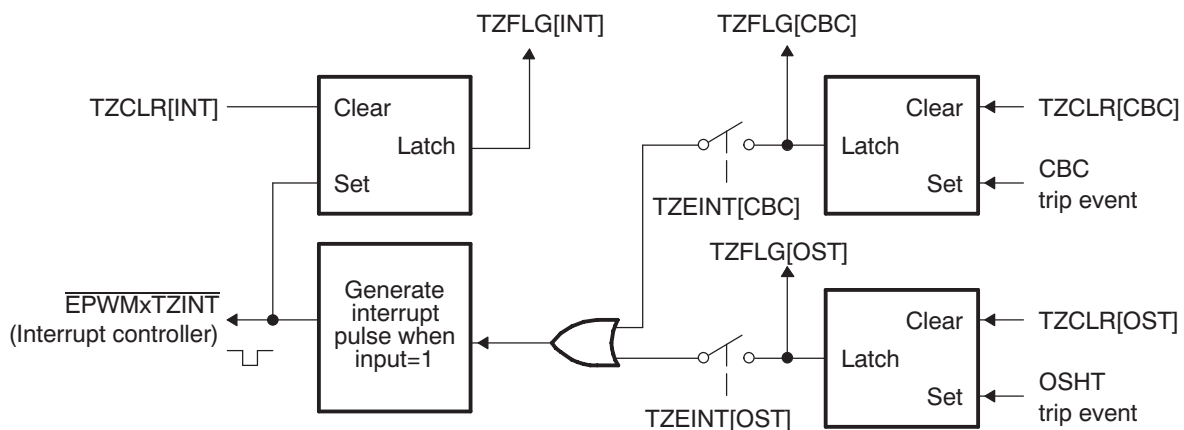 TZFLG[INT]
TZFLG[CBC]
TZCLR[INT]
Clear
Latch
Set
Clear
TZCLR[CBC]
Latch
Set
CBC
trip event
TZEINT[CBC]
TZFLG[OST]
EPWMxTZINT
(Interrupt controller)
Generate
interrupt
pulse when
input=1
Clear
TZCLR[OST]
Latch
Set
OSHT
trip event
TZEINT[OST]